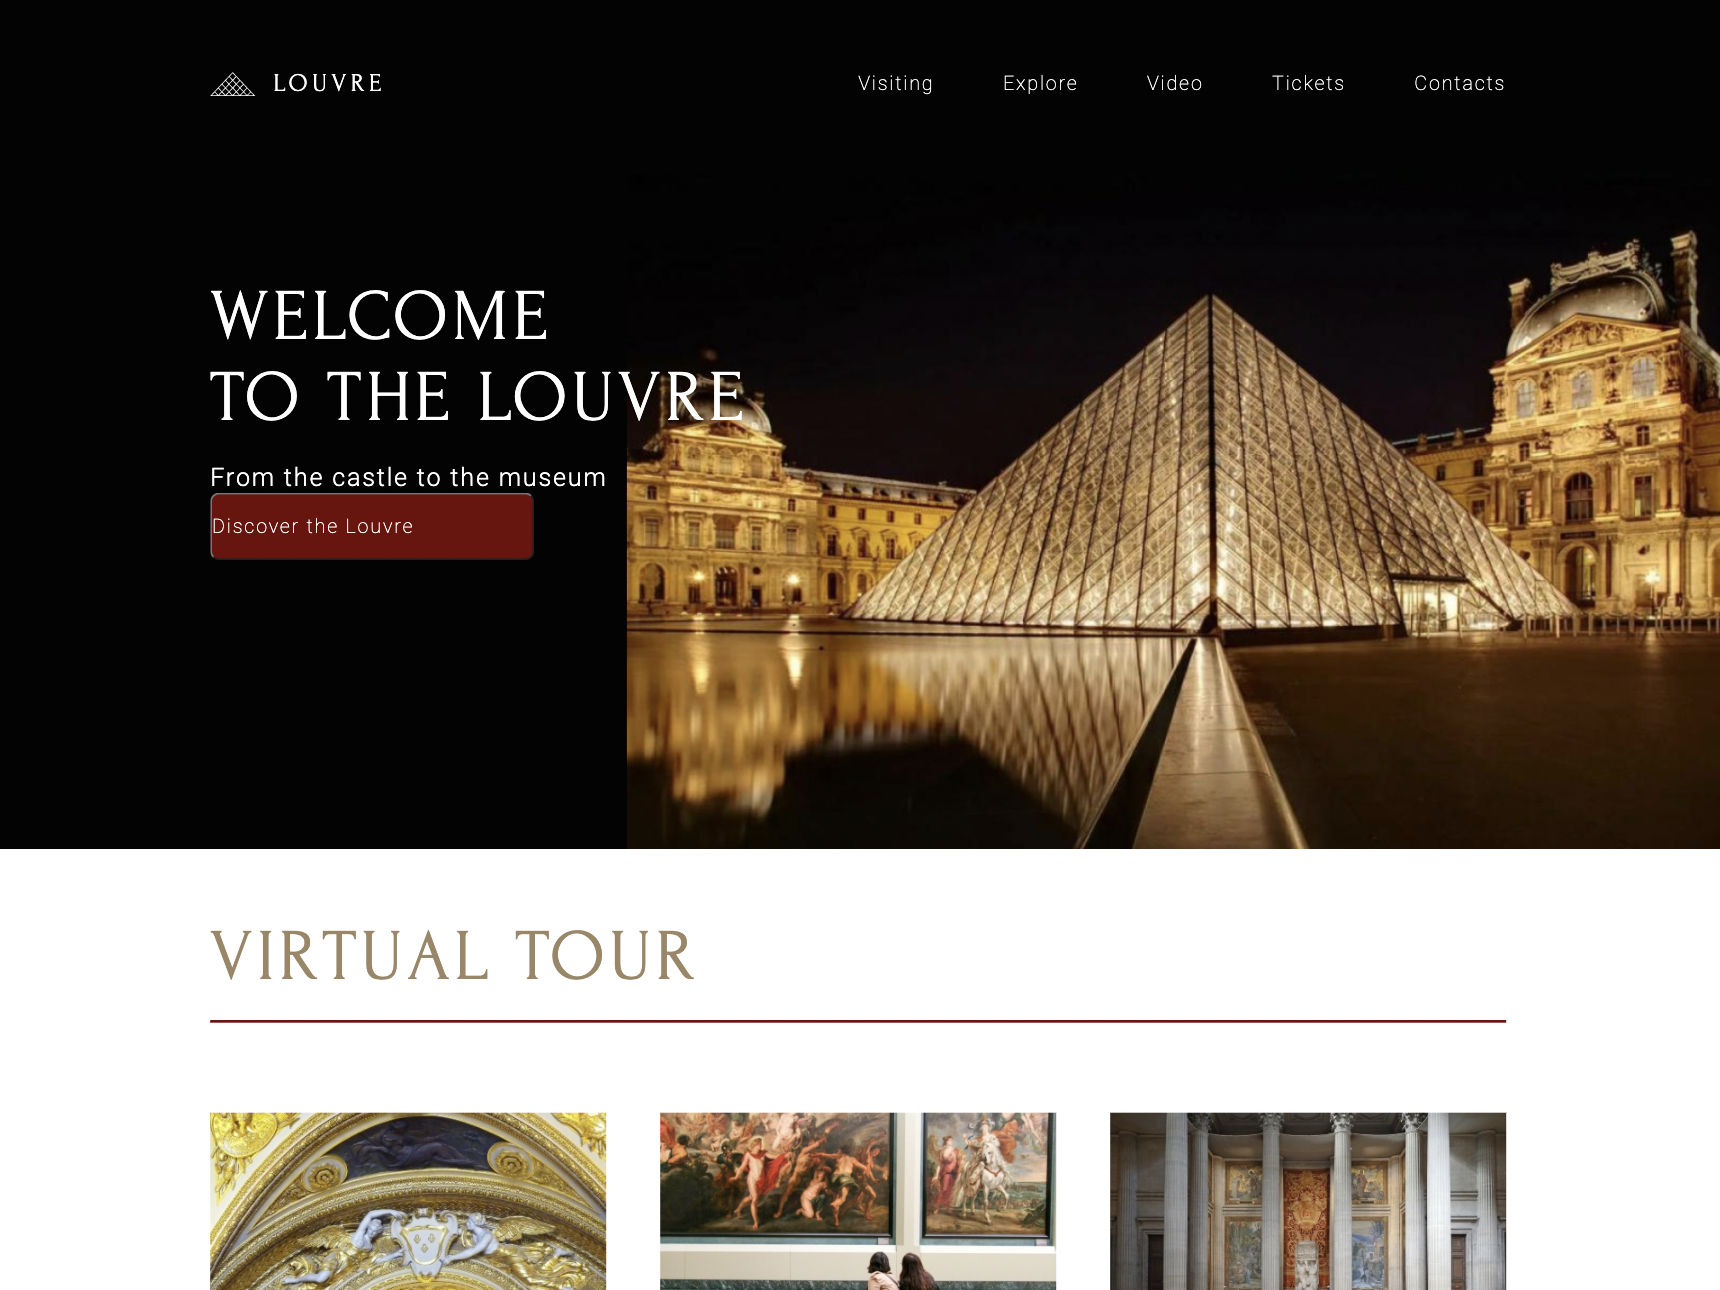 LOUVRE
Visiting
Explore
Video
Tickets
Contacts
WELCOME
TO THE LOUVRE
From the castle to the museum
Discover the Louvre
VIRTUAL TOUR